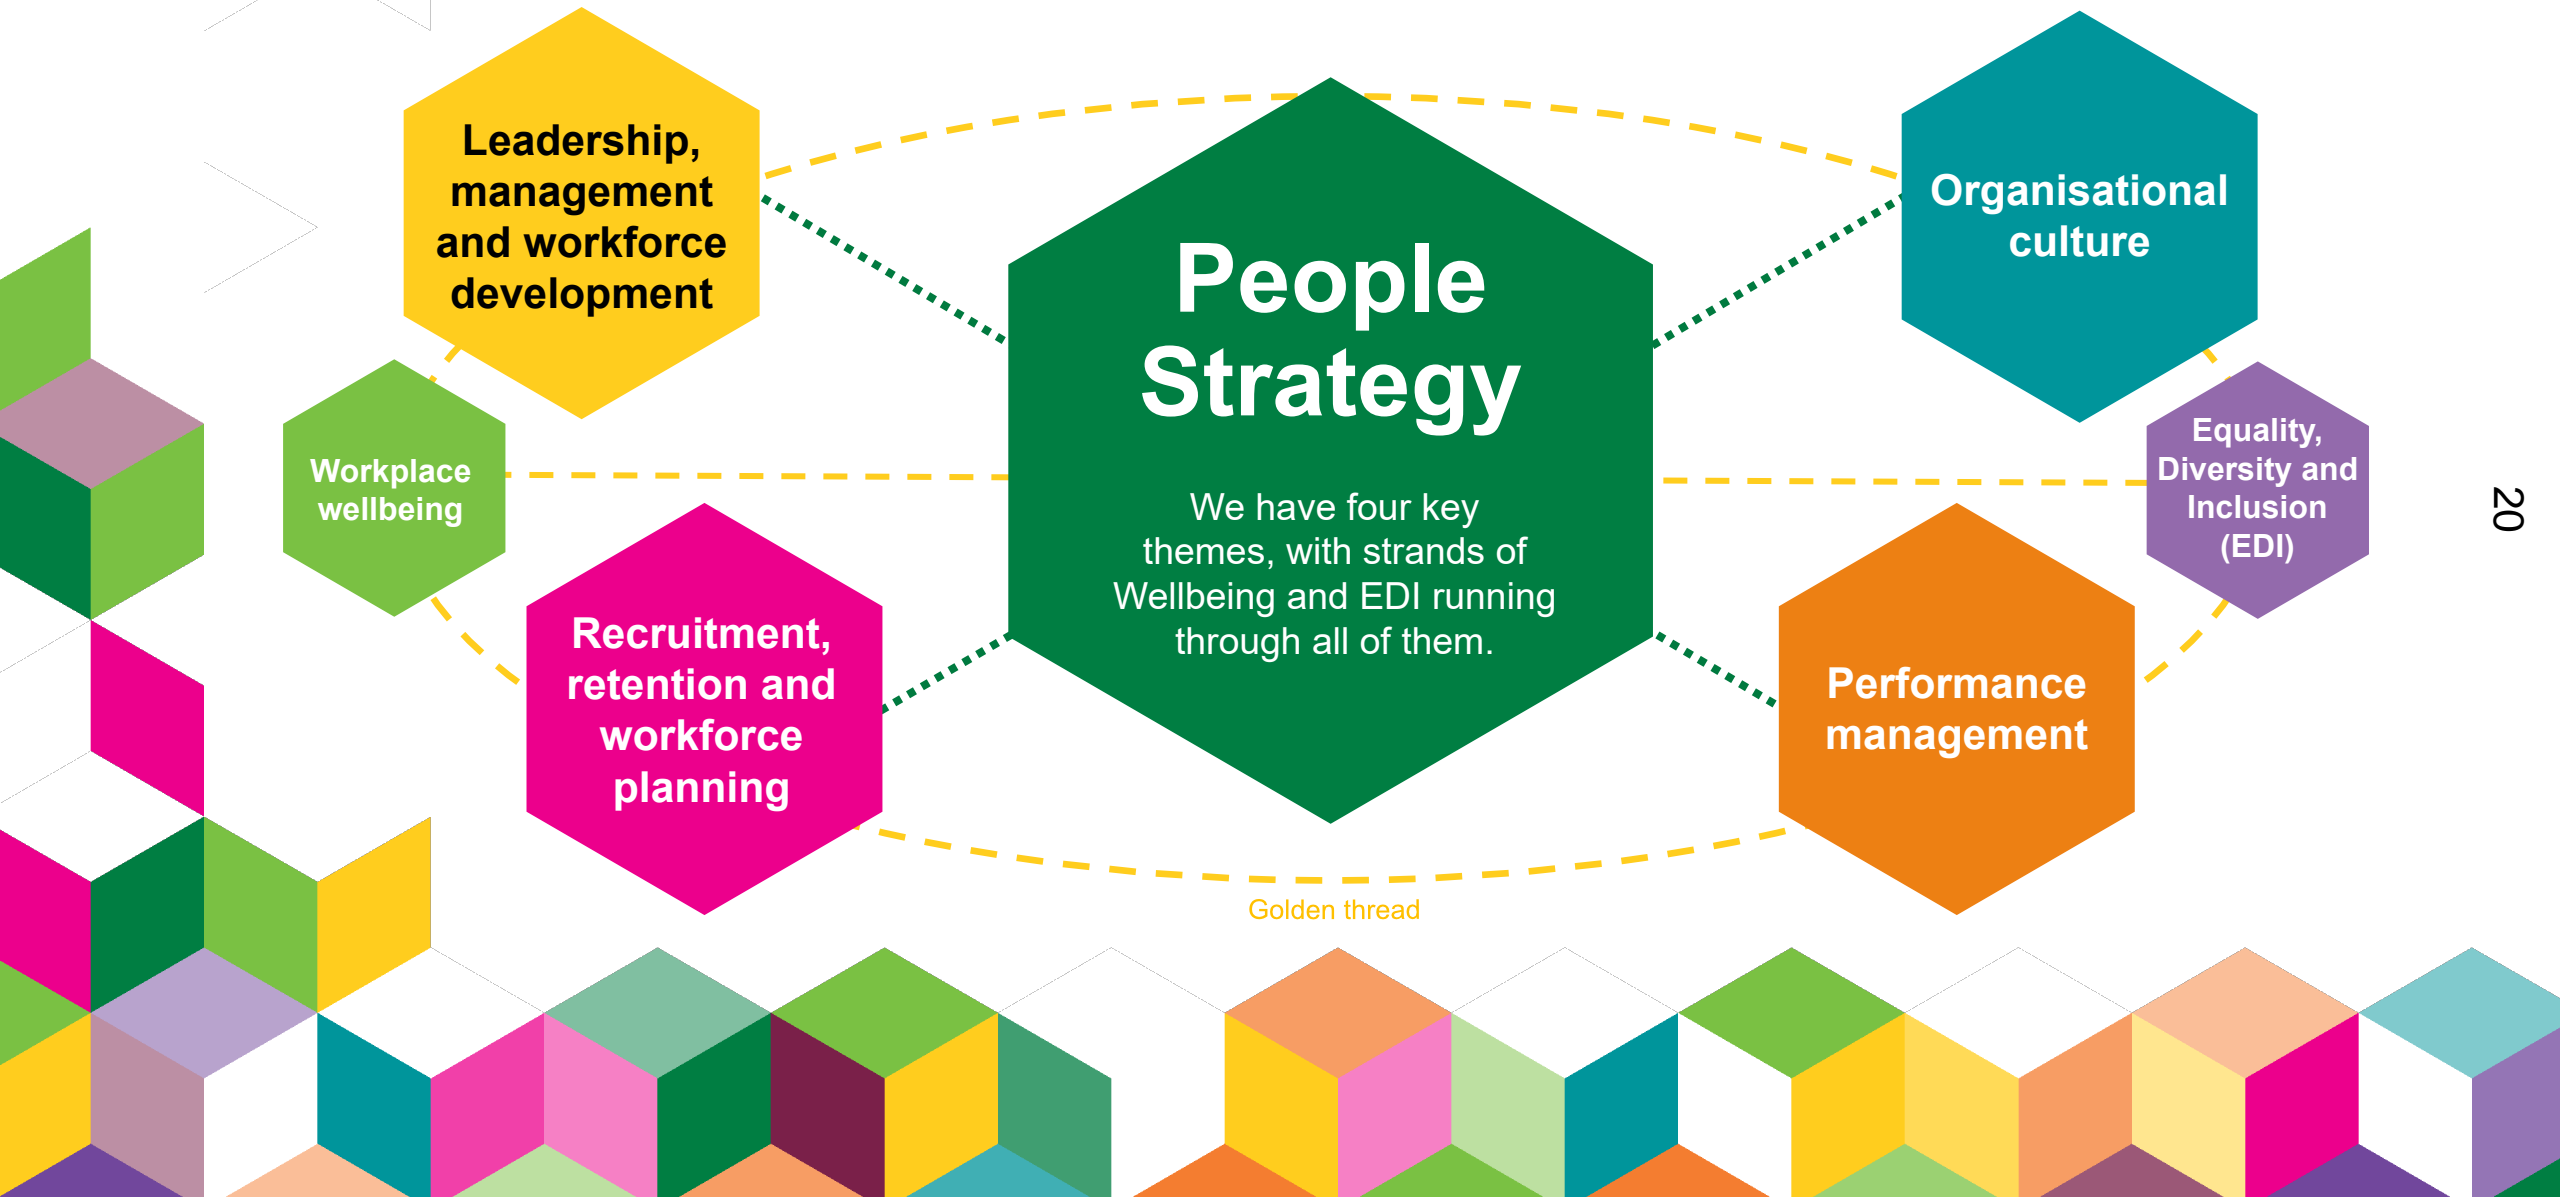 Leadership,
management
and workforce
development
Organisational
culture
People
Strategy
We have four key
themes, with strands of
Wellbeing and EDI running
through all of them.
Workplace
wellbeing
Equality,
Diversity and
Inclusion
(EDI)
Recruitment,
retention and
workforce
planning
Performance
management
Golden thread
20